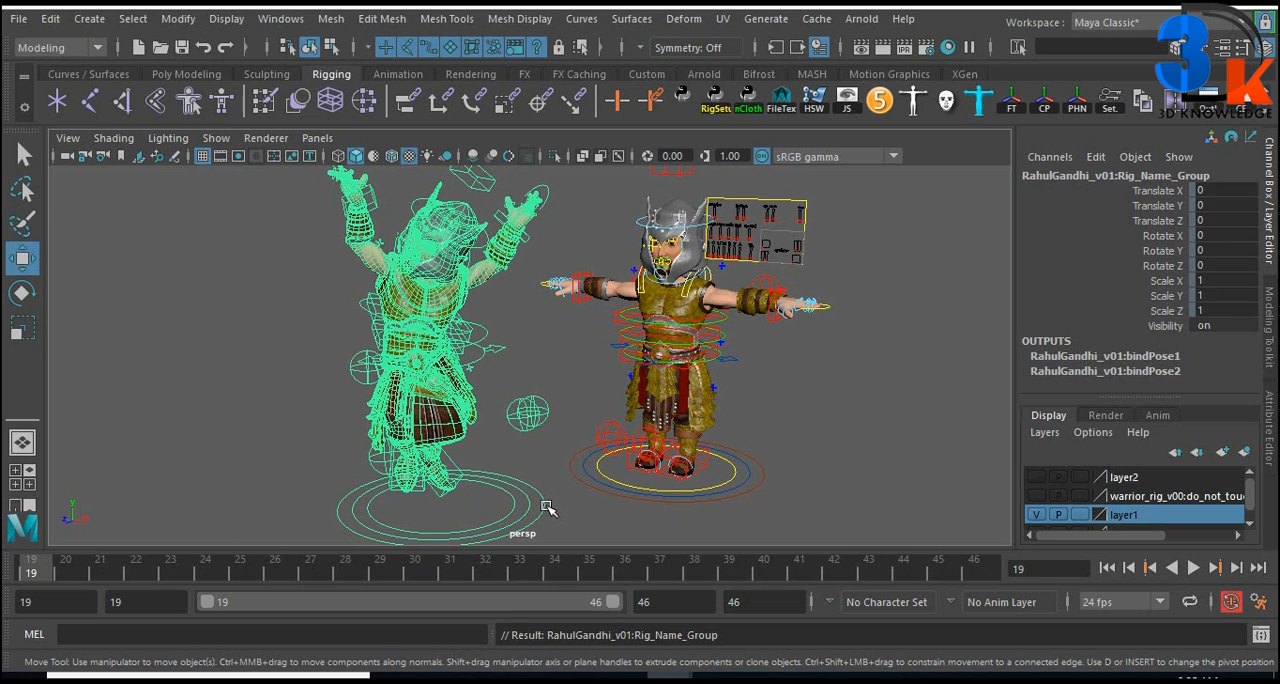 File Edit Create Select Modify Display Windows Mesh Edit Mesh Mesh Tools Mesh Display Curves Surfaces Deform UV Generate Cache Arnold Help Workspace: Maya Classic*
Modeling Symmetry: Off
Curves / Surfaces Poly Modeling Sculpting Rigging Animation Rendering FX FX Caching Custom Arnold Bifrost MASH Motion Graphics XGen
RigSets nCloth FileTex HSW JS 5 FT CP PHN Set.
3D KNOWLEDGE
View Shading Lighting Show Renderer Panels
0.00 1.00 sRGB gamma
Channels Edit Object Show
RahulGandhi_v01:Rig_Name_Group
Translate X 0
Translate Y 0
Translate Z 0
Rotate X 0
Rotate Y 0
Rotate Z 0
Scale X 1
Scale Y 1
Scale Z 1
Visibility on
OUTPUTS
RahulGandhi_v01:bindPose1
RahulGandhi_v01:bindPose2
Display Render Anim
Layers Options Help
layer2
warrior_rig_v00:do_not_tou
V P layer1
Channel Box / Layer Editor
Modeling Toolkit
Attribute Editor
persp
19 20 21 22 23 24 25 26 27 28 29 30 31 32 33 34 35 36 37 38 39 40 41 42 43 44 45 46
19 19
19 19 19 46 46 46 No Character Set No Anim Layer 24 fps
MEL // Result: RahulGandhi_v01:Rig_Name_Group
Move Tool: Use manipulator to move object(s). Ctrl+MMB+drag to move components along normals. Shift+drag manipulator axis or plane handles to extrude components or clone objects. Ctrl+Shift+LMB+drag to constrain movement to a connected edge. Use D or INSERT to change the pivot position